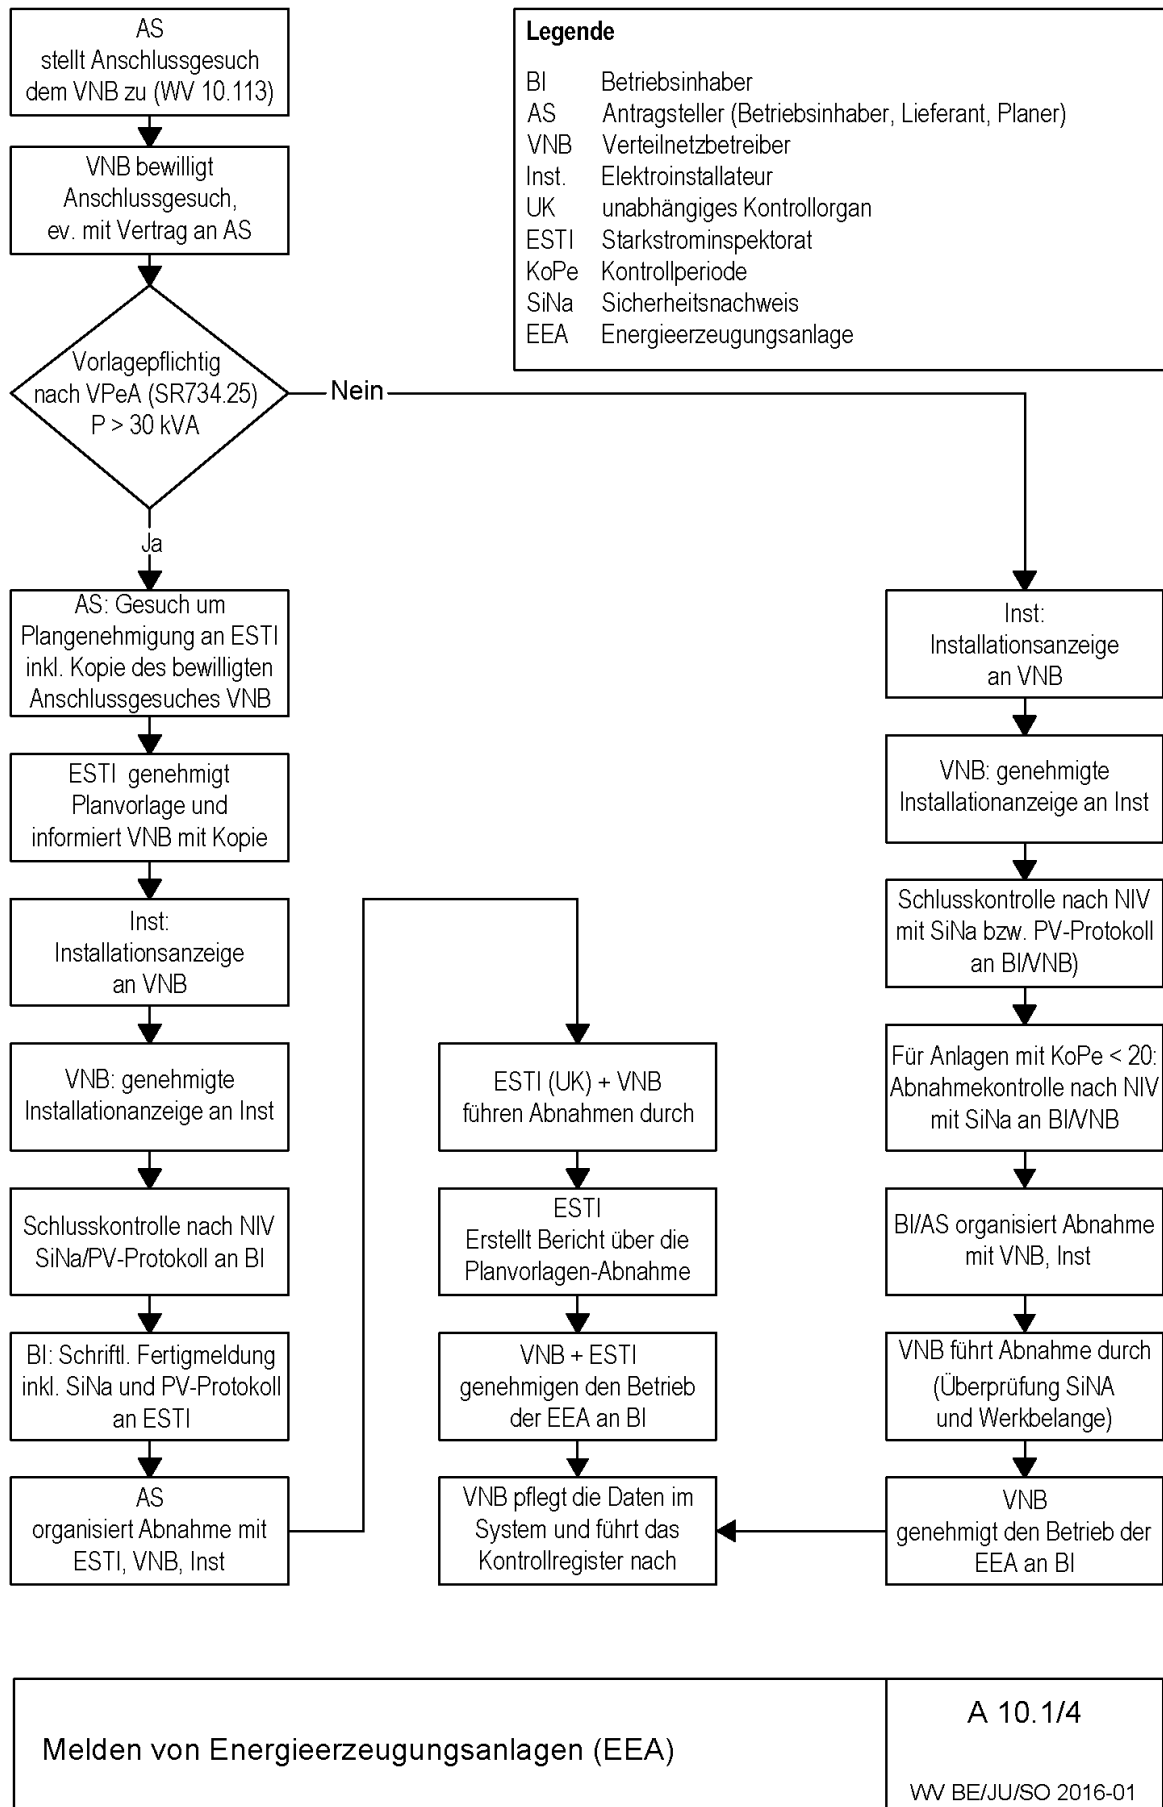 AS
stellt Anschlussgesuch
dem VNB zu (WV 10.113)
VNB bewilligt
Anschlussgesuch,
ev. mit Vertrag an AS
Legende
BI Betriebsinhaber
AS Antragsteller (Betriebsinhaber, Lieferant, Planer)
VNB Verteilnetzbetreiber
Inst. Elektroinstallateur
UK unabhängiges Kontrollorgan
ESTI Starkstrominspektorat
KoPe Kontrollperiode
SiNa Sicherheitsnachweis
EEA Energieerzeugungsanlage
Vorlagepflichtig
nach VPeA (SR734.25)
P > 30 kVA
Nein
Ja
AS: Gesuch um
Plangenehmigung an ESTI
inkl. Kopie des bewilligten
Anschlussgesuches VNB
ESTI genehmigt
Planvorlage und
informiert VNB mit Kopie
Inst:
Installationsanzeige
an VNB
VNB: genehmigte
Installationanzeige an Inst
Schlusskontrolle nach NIV
SiNa/PV-Protokoll an BI
BI: Schriftl. Fertigmeldung
inkl. SiNa und PV-Protokoll
an ESTI
AS
organisiert Abnahme mit
ESTI, VNB, Inst
ESTI (UK) + VNB
führen Abnahmen durch
ESTI
Erstellt Bericht über die
Planvorlagen-Abnahme
VNB + ESTI
genehmigen den Betrieb
der EEA an BI
VNB pflegt die Daten im
System und führt das
Kontrollregister nach
Inst:
Installationsanzeige
an VNB
VNB: genehmigte
Installationanzeige an Inst
Schlusskontrolle nach NIV
mit SiNa bzw. PV-Protokoll
an BI/VNB)
Für Anlagen mit KoPe < 20:
Abnahmekontrolle nach NIV
mit SiNa an BI/VNB
BI/AS organisiert Abnahme
mit VNB, Inst
VNB führt Abnahme durch
(Überprüfung SiNA
und Werkbelange)
VNB
genehmigt den Betrieb der
EEA an BI
Melden von Energieerzeugungsanlagen (EEA)
A 10.1/4
WV BE/JU/SO 2016-01